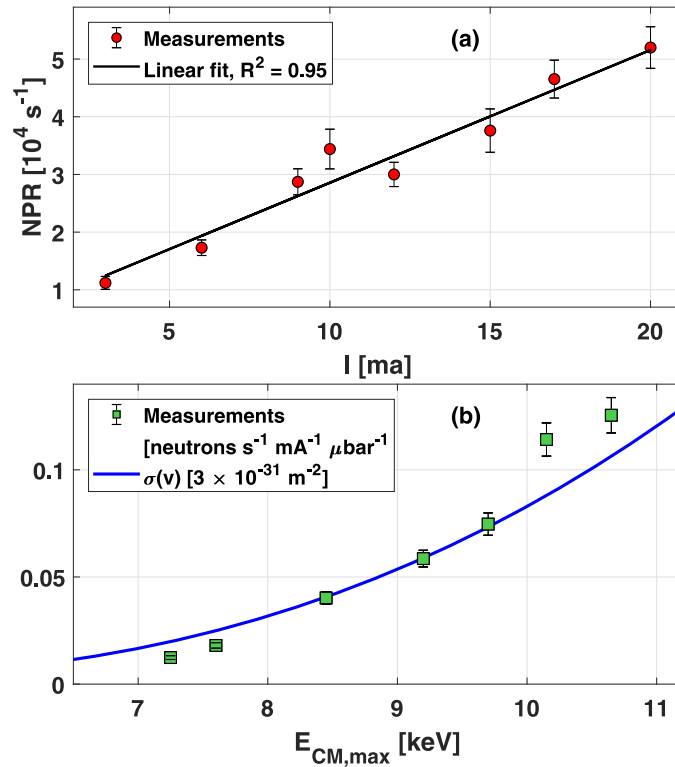 Measurements
Linear fit, R² = 0.95
(a)
NPR [10⁴ s⁻¹]
5
4
3
2
1
5
10
15
20
I [ma]
Measurements
[neutrons s⁻¹ mA⁻¹ μbar⁻¹
σ(v) [3 × 10⁻³¹ m⁻²]
(b)
0.1
0.05
0
7
8
9
10
11
E_CM,max [keV]